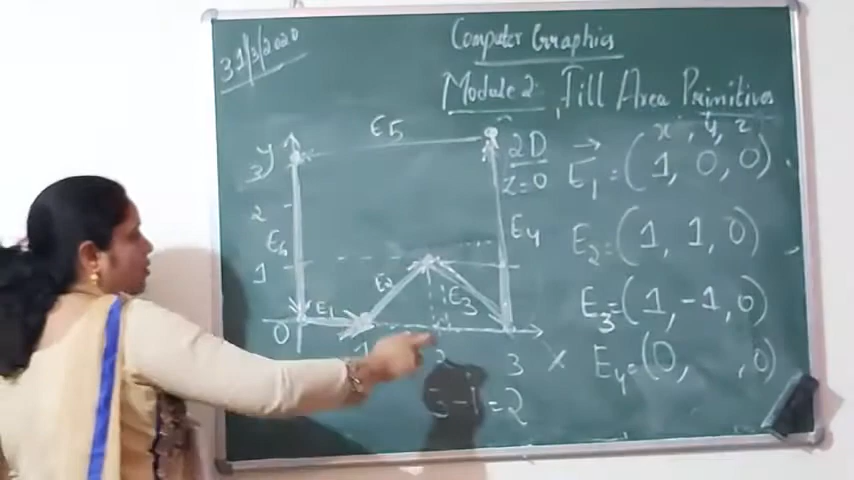 31/3/2020
Computer Graphics
Module 2: Fill Area Primitives
x, y, z
E5
2D
z=0
E1 = (1, 0, 0)
y
3
2
E6
E4
E2 = (1, 1, 0)
1
E2
E3
E3 = (1, -1, 0)
E1
0
1
3
x
E4 = (0, , 0)
3-1=2